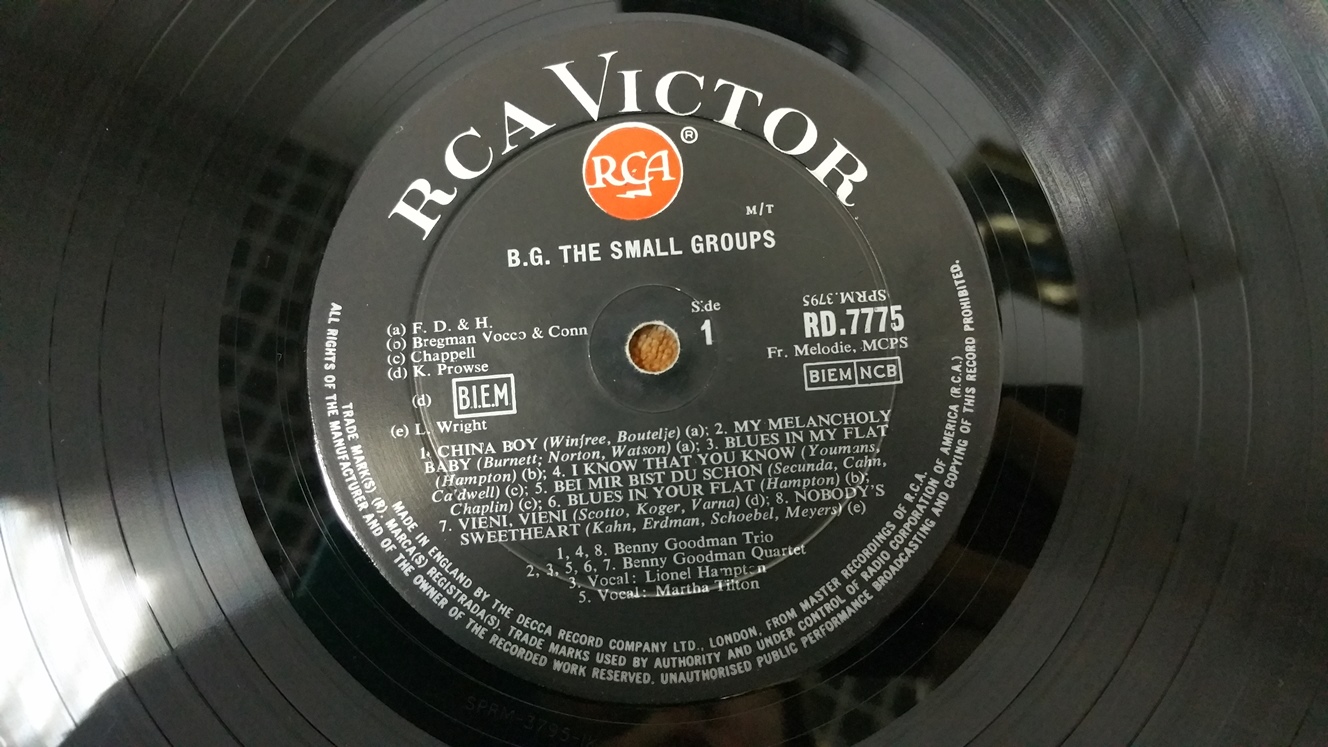 RCA VICTOR
RCA ®
M/T
B.G. THE SMALL GROUPS
(a) F. D. & H.
(b) Bregman Vocco & Conn
(c) Chappell
(d) K. Prowse
(d) B.I.E.M
(e) L. Wright
Side
1
SPRM.3795
RD.7775
Fr. Melodie, MCPS
BIEM NCB
1. CHINA BOY (Winfree, Boutelje) (a); 2. MY MELANCHOLY
BABY (Burnett; Norton, Watson) (a); 3. BLUES IN MY FLAT
(Hampton) (b); 4. I KNOW THAT YOU KNOW (Youmans,
Caldwell) (c); 5. BEI MIR BIST DU SCHON (Secunda, Cahn,
Chaplin) (c); 6. BLUES IN YOUR FLAT (Hampton) (b);
7. VIENI, VIENI (Scotto, Koger, Varna) (d); 8. NOBODY'S
SWEETHEART (Kahn, Erdman, Schoebel, Meyers) (e)
1, 4, 8. Benny Goodman Trio
2, 3, 5, 6, 7. Benny Goodman Quartet
3. Vocal: Lionel Hampton
5. Vocal: Martha Tilton
MADE IN ENGLAND BY THE DECCA RECORD COMPANY LTD., LONDON, FROM MASTER RECORDINGS OF R.C.A.
TRADE MARK(S) (R). MARCA(S) REGISTRADA(S). TRADE MARKS USED BY AUTHORITY AND UNDER CONTROL OF RADIO CORPORATION OF AMERICA (R.C.A.)
ALL RIGHTS OF THE MANUFACTURER AND OF THE OWNER OF THE RECORDED WORK RESERVED. UNAUTHORISED PUBLIC PERFORMANCE BROADCASTING AND COPYING OF THIS RECORD PROHIBITED.